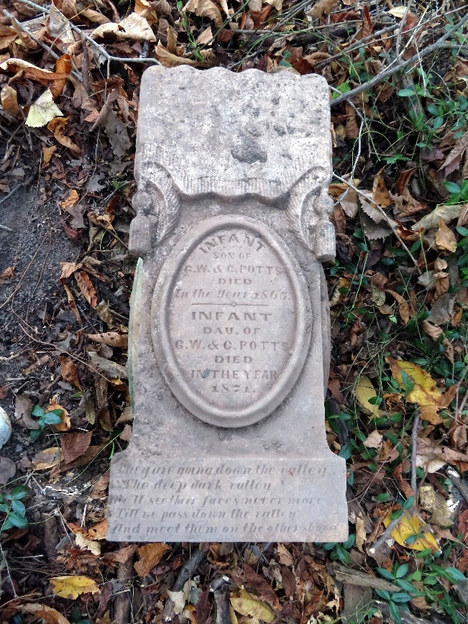 INFANT
SON OF
G.W. & C. POTTS
DIED
In the Year 1863.
INFANT
DAU. OF
G.W. & C. POTTS
DIED
IN THE YEAR
1871.
They are going down the valley
The deep dark valley
We'll see their faces never more
Till we pass down the valley
And meet them on the other shore